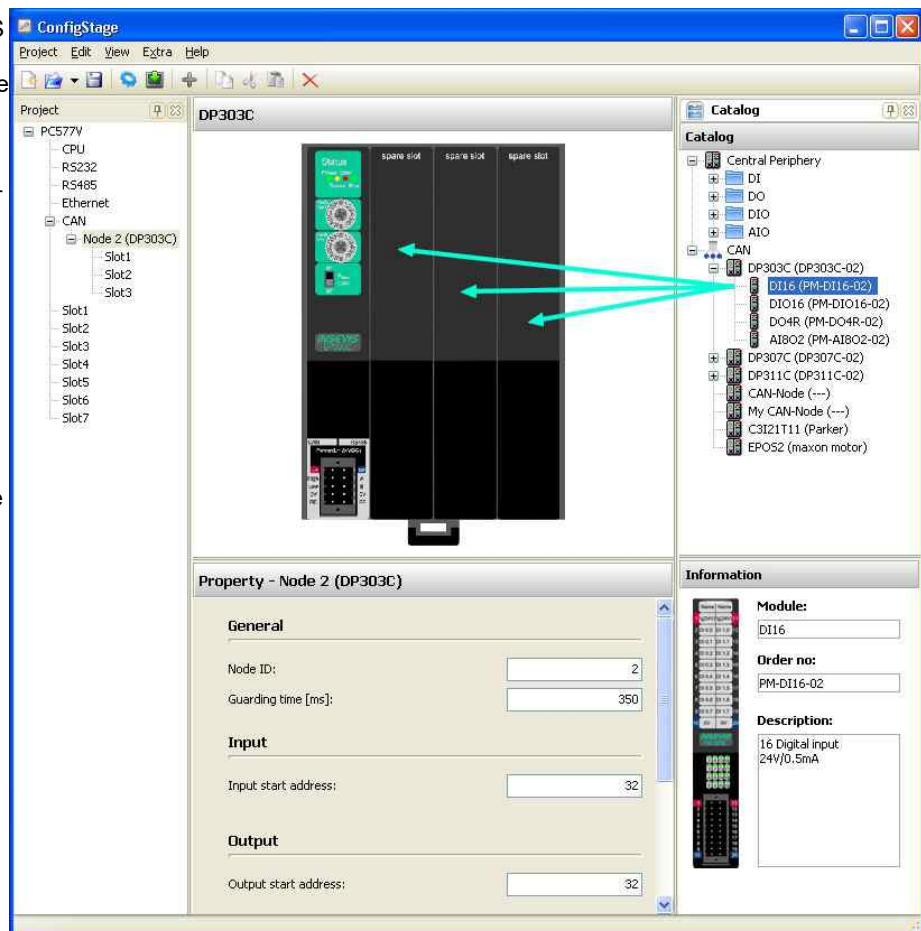 ConfigStage
Project Edit View Extra Help
Project
PC577V
CPU
RS232
RS485
Ethernet
CAN
Node 2 (DP303C)
Slot1
Slot2
Slot3
Slot1
Slot2
Slot3
Slot4
Slot5
Slot6
Slot7
DP303C
Status
spare slot spare slot spare slot
INSEVIS
Property - Node 2 (DP303C)
General
Node ID: 2
Guarding time [ms]: 350
Input
Input start address: 32
Output
Output start address: 32
Catalog
Catalog
Central Periphery
DI
DO
DIO
AIO
CAN
DP303C (DP303C-02)
DI16 (PM-DI16-02)
DIO16 (PM-DIO16-02)
DO4R (PM-DO4R-02)
AI8O2 (PM-AI8O2-02)
DP307C (DP307C-02)
DP311C (DP311C-02)
CAN-Node (---)
My CAN-Node (---)
C3I21T11 (Parker)
EPOS2 (maxon motor)
Information
Module:
DI16
Order no:
PM-DI16-02
Description:
16 Digital input
24V/0.5mA